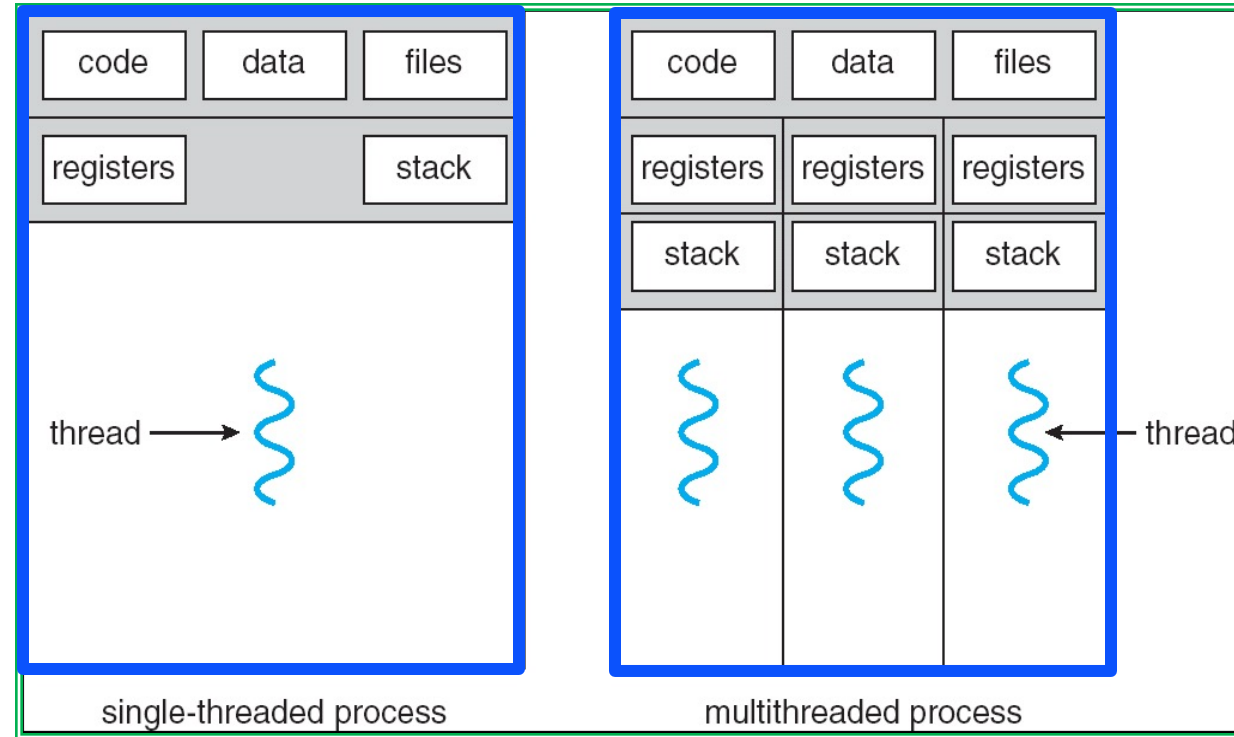 code data files code data files
registers stack registers registers registers
stack stack stack
thread thread
single-threaded process multithreaded process